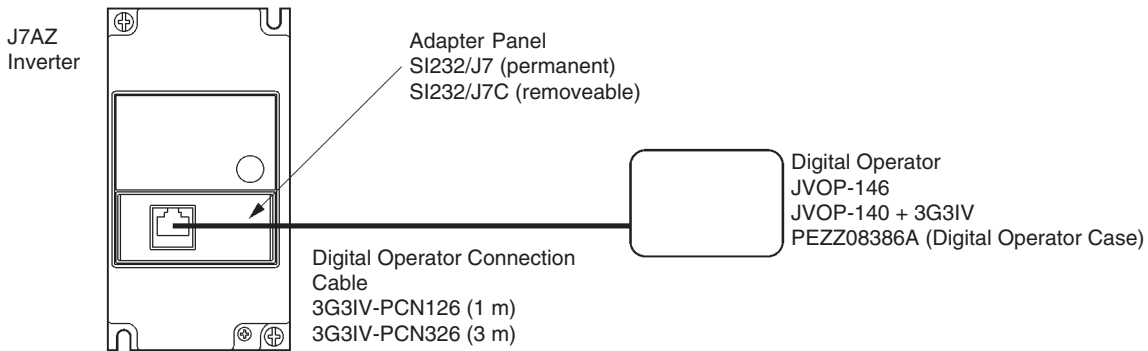 J7AZ
Inverter
Adapter Panel
SI232/J7 (permanent)
SI232/J7C (removeable)
Digital Operator
JVOP-146
JVOP-140 + 3G3IV
PEZZ08386A (Digital Operator Case)
Digital Operator Connection
Cable
3G3IV-PCN126 (1 m)
3G3IV-PCN326 (3 m)